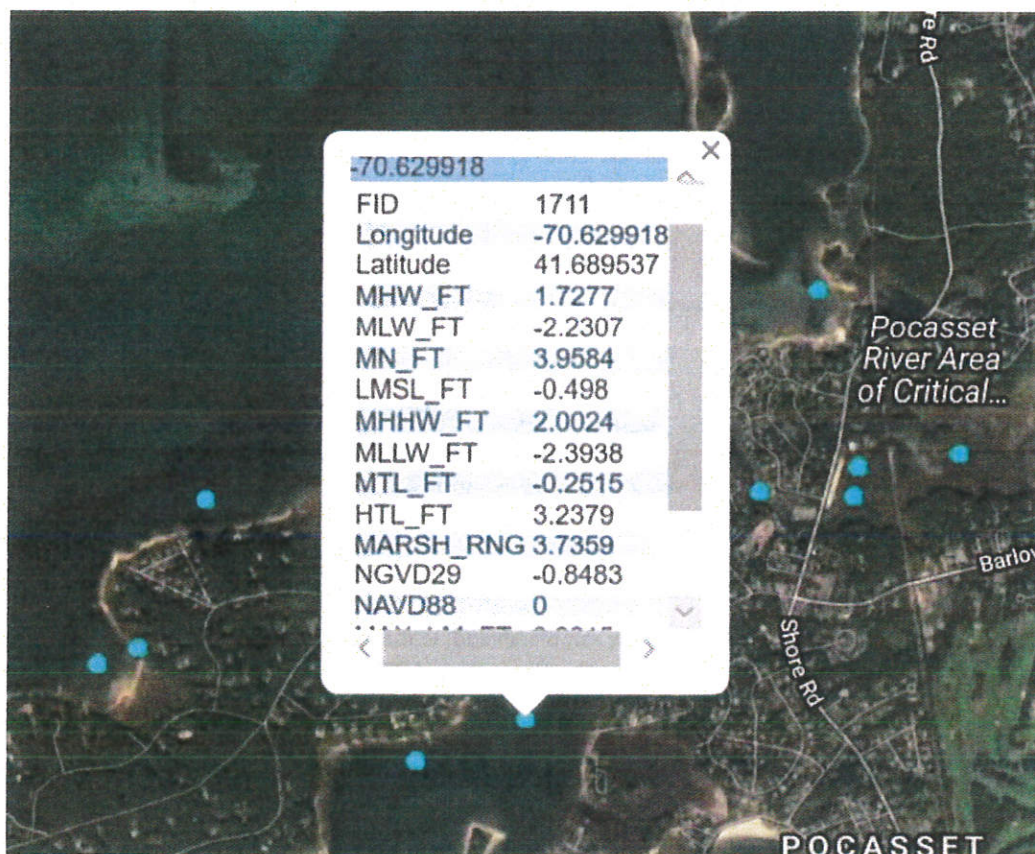 re Rd
-70.629918
FID 1711
Longitude -70.629918
Latitude 41.689537
MHW_FT 1.7277
MLW_FT -2.2307
MN_FT 3.9584
LMSL_FT -0.498
MHHW_FT 2.0024
MLLW_FT -2.3938
MTL_FT -0.2515
HTL_FT 3.2379
MARSH_RNG 3.7359
NGVD29 -0.8483
NAVD88 0
Pocasset
River Area
of Critical...
Barlow
Shore Rd
POCASSET